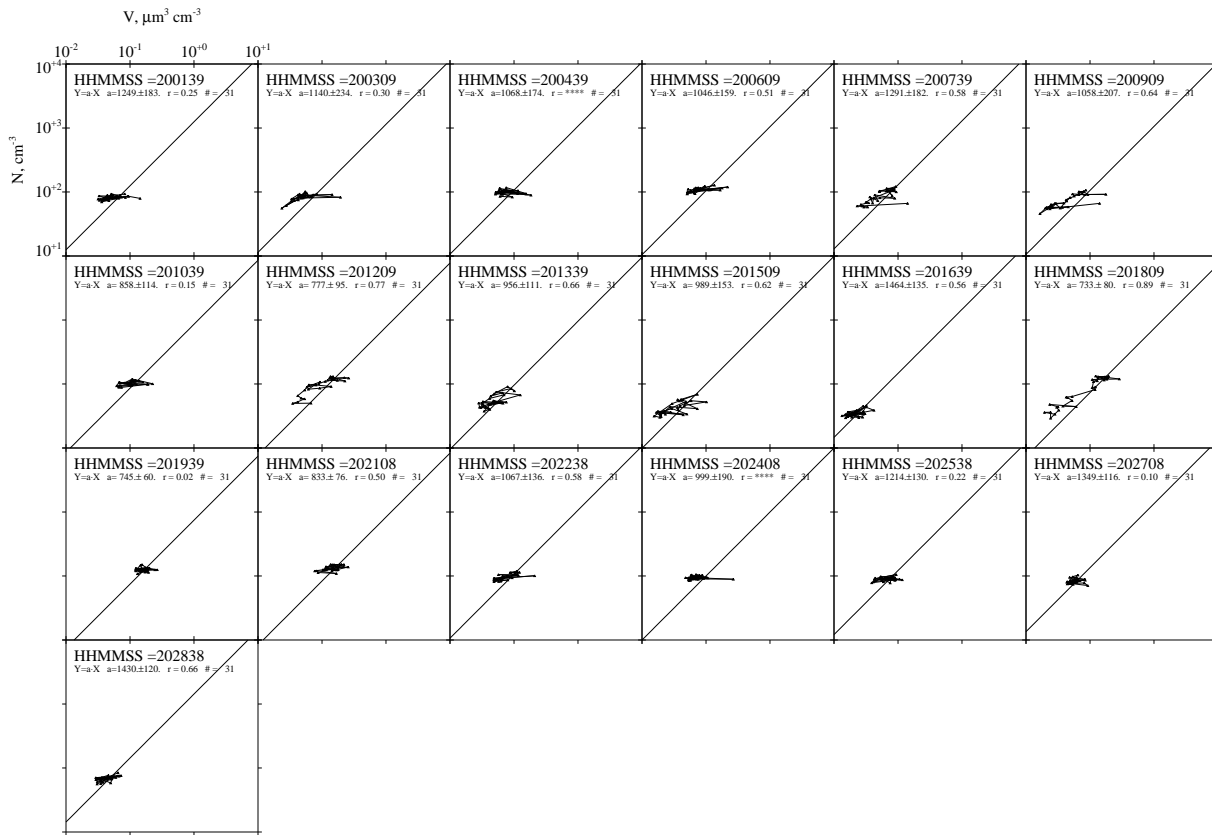 V, μm³ cm⁻³
10⁻² 10⁻¹ 10⁺⁰ 10⁺¹
N, cm⁻³
10⁺⁴
10⁺³
10⁺²
10⁺¹
HHMMSS =200139
Y=a·X a=1249±183. r = 0.25 # = 31
HHMMSS =200309
Y=a·X a=1140±234. r = 0.30 # = 31
HHMMSS =200439
Y=a·X a=1068±174. r = **** # = 31
HHMMSS =200609
Y=a·X a=1046±159. r = 0.51 # = 31
HHMMSS =200739
Y=a·X a=1291±182. r = 0.58 # = 31
HHMMSS =200909
Y=a·X a=1058±207. r = 0.64 # = 31
HHMMSS =201039
Y=a·X a= 858±114. r = 0.15 # = 31
HHMMSS =201209
Y=a·X a= 777± 95. r = 0.77 # = 31
HHMMSS =201339
Y=a·X a= 956±111. r = 0.66 # = 31
HHMMSS =201509
Y=a·X a= 989±153. r = 0.62 # = 31
HHMMSS =201639
Y=a·X a=1464±135. r = 0.56 # = 31
HHMMSS =201809
Y=a·X a= 733± 80. r = 0.89 # = 31
HHMMSS =201939
Y=a·X a= 745± 60. r = 0.02 # = 31
HHMMSS =202108
Y=a·X a= 833± 76. r = 0.50 # = 31
HHMMSS =202238
Y=a·X a=1067±136. r = 0.58 # = 31
HHMMSS =202408
Y=a·X a= 999±190. r = **** # = 31
HHMMSS =202538
Y=a·X a=1214±130. r = 0.22 # = 31
HHMMSS =202708
Y=a·X a=1349±116. r = 0.10 # = 31
HHMMSS =202838
Y=a·X a=1430±120. r = 0.66 # = 31